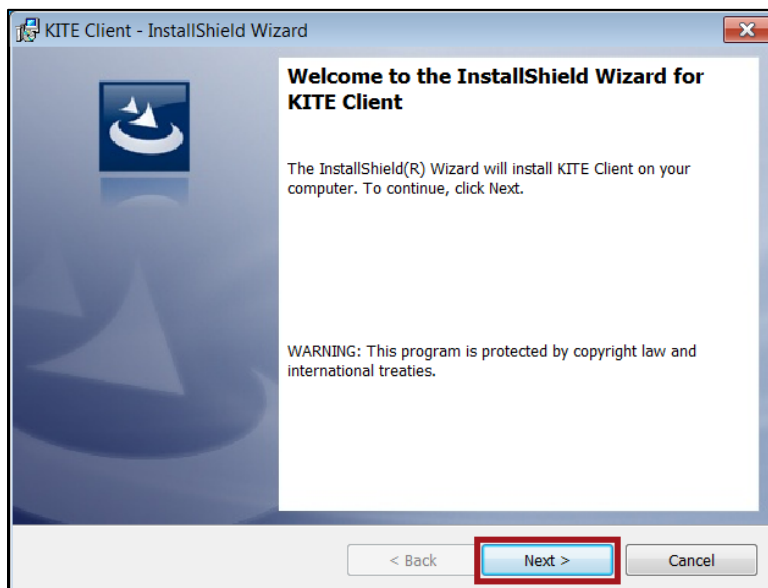 KITE Client - InstallShield Wizard
Welcome to the InstallShield Wizard for
KITE Client
The InstallShield(R) Wizard will install KITE Client on your
computer. To continue, click Next.
WARNING: This program is protected by copyright law and
international treaties.
< Back Next > Cancel